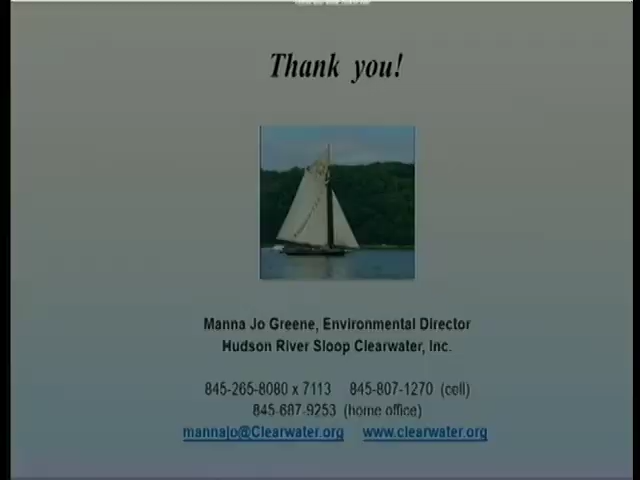 Thank you!
Manna Jo Greene, Environmental Director
Hudson River Sloop Clearwater, Inc.
845-265-8080 x 7113 845-807-1270 (cell)
845-687-9253 (home office)
mannajo@Clearwater.org www.clearwater.org